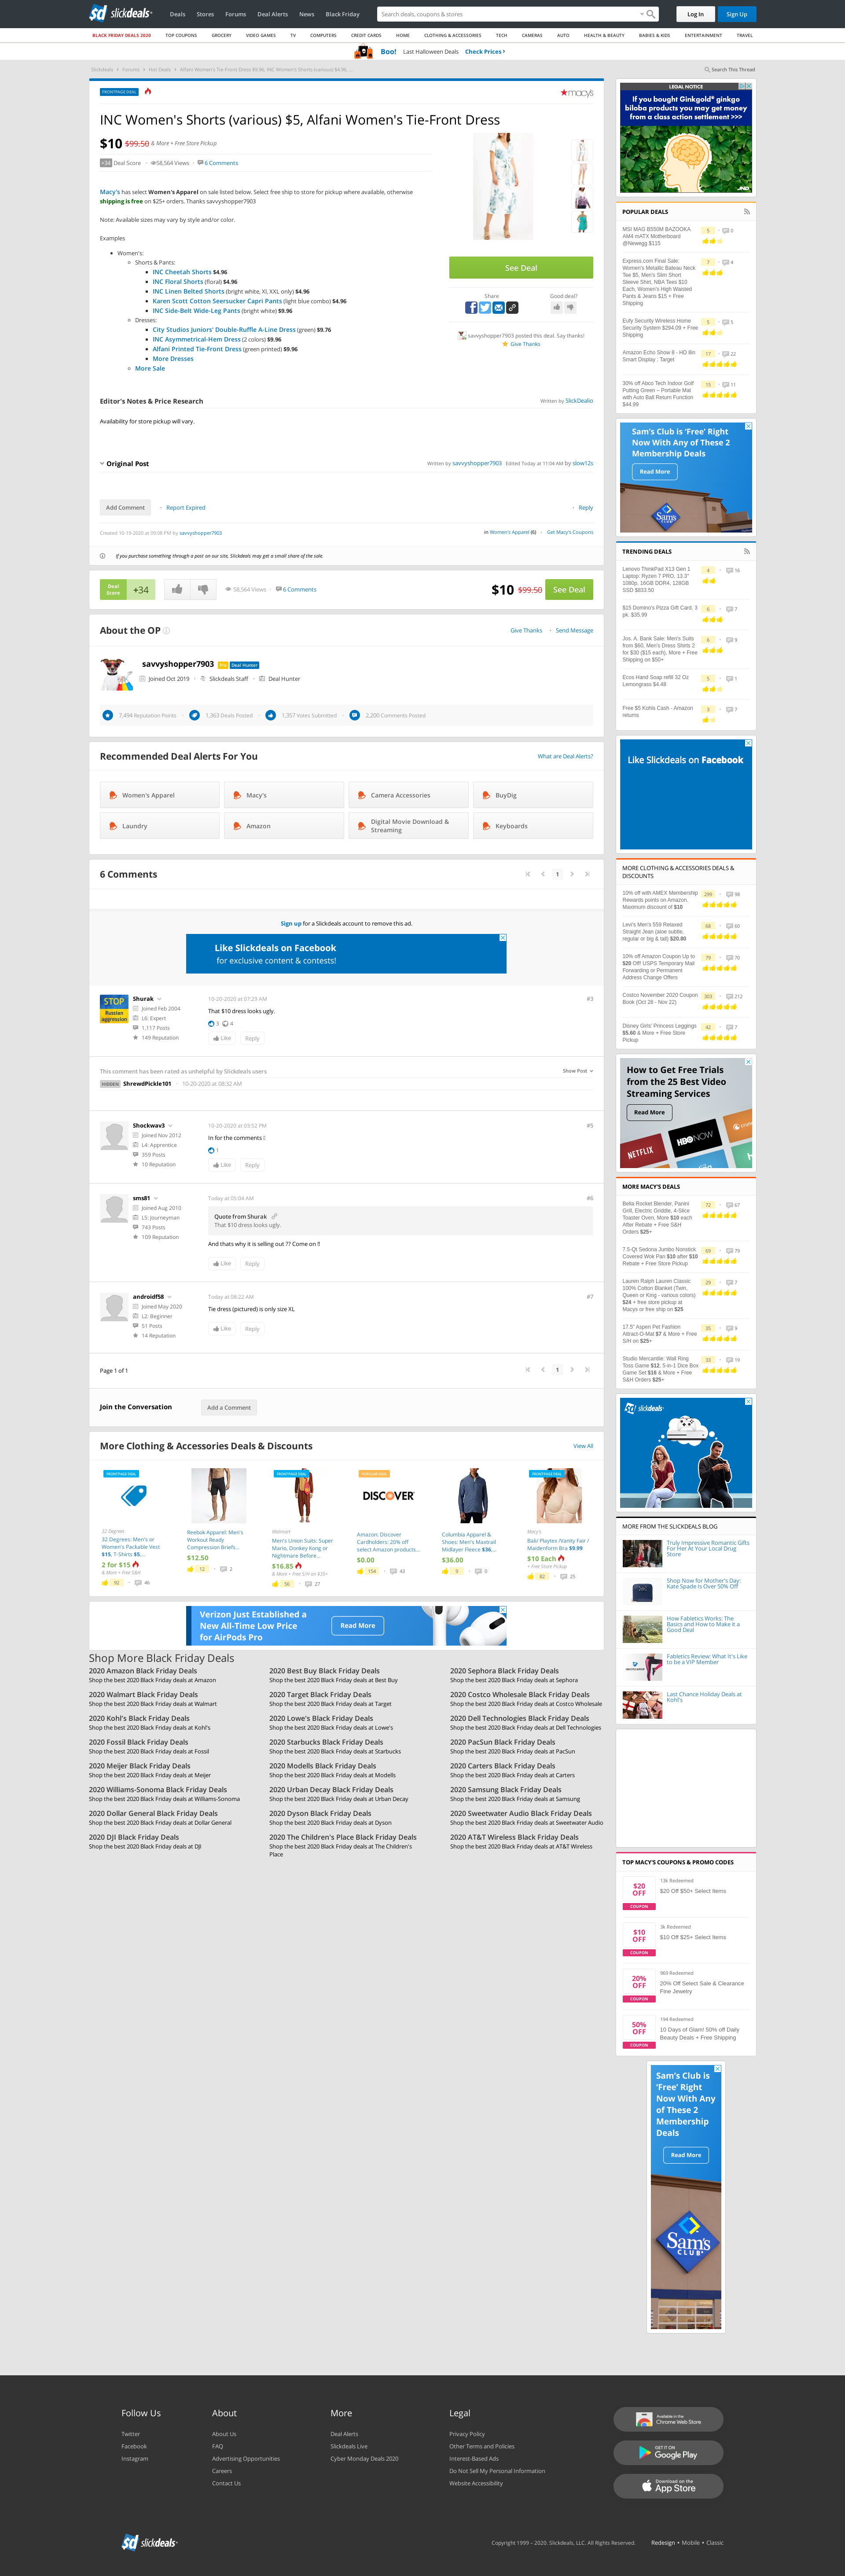 slickdeals
Deals
Stores
Forums
Deal Alerts
News
Black Friday
Search deals, coupons & stores
Log In
Sign Up
BLACK FRIDAY DEALS 2020
TOP COUPONS
GROCERY
VIDEO GAMES
TV
COMPUTERS
CREDIT CARDS
HOME
CLOTHING & ACCESSORIES
TECH
CAMERAS
AUTO
HEALTH & BEAUTY
BABIES & KIDS
ENTERTAINMENT
TRAVEL
Boo! Last Halloween Deals Check Prices
Slickdeals
Forums
Hot Deals
Alfani Women's Tie-Front Dress $9.96, INC Women's Shorts (various) $4.96, ...
Search This Thread
FRONTPAGE DEAL
macy's
INC Women's Shorts (various) $5, Alfani Women's Tie-Front Dress
$10 $99.50 & More + Free Store Pickup
+34 Deal Score
58,564 Views
6 Comments
Macy's has select Women's Apparel on sale listed below. Select free ship to store for pickup where available, otherwise
shipping is free on $25+ orders. Thanks savvyshopper7903
Note: Available sizes may vary by style and/or color.
Examples
Women's:
Shorts & Pants:
INC Cheetah Shorts $4.96
INC Floral Shorts (floral) $4.96
INC Linen Belted Shorts (bright white, XL XXL only) $4.96
Karen Scott Cotton Seersucker Capri Pants (light blue combo) $4.96
INC Side-Belt Wide-Leg Pants (bright white) $9.96
Dresses:
City Studios Juniors' Double-Ruffle A-Line Dress (green) $9.76
INC Asymmetrical-Hem Dress (2 colors) $9.96
Alfani Printed Tie-Front Dress (green printed) $9.96
More Dresses
More Sale
See Deal
Share
Good deal?
savvyshopper7903 posted this deal. Say thanks!
Give Thanks
Editor's Notes & Price Research
Written by SlickDealio
Availability for store pickup will vary.
Original Post
Written by savvyshopper7903 Edited Today at 11:04 AM by slow12s
Add Comment
Report Expired
Reply
Created 10-19-2020 at 09:08 PM by savvyshopper7903
in Women's Apparel (6)
Get Macy's Coupons
If you purchase something through a post on our site, Slickdeals may get a small share of the sale.
Deal
Score
+34
58,564 Views
6 Comments
$10 $99.50
See Deal
About the OP
Give Thanks
Send Message
savvyshopper7903
Pro
Deal Hunter
Joined Oct 2019
Slickdeals Staff
Deal Hunter
7,494 Reputation Points
1,363 Deals Posted
1,357 Votes Submitted
2,200 Comments Posted
Recommended Deal Alerts For You
What are Deal Alerts?
Women's Apparel
Macy's
Camera Accessories
BuyDig
Laundry
Amazon
Digital Movie Download &
Streaming
Keyboards
6 Comments
1
Sign up for a Slickdeals account to remove this ad.
Like Slickdeals on Facebook
for exclusive content & contests!
STOP
Russian
aggression
Shurak
Joined Feb 2004
L6: Expert
1,117 Posts
149 Reputation
10-20-2020 at 07:29 AM
#3
That $10 dress looks ugly.
3
4
Like
Reply
This comment has been rated as unhelpful by Slickdeals users
Show Post
HIDDEN ShrewdPickle101
10-20-2020 at 08:32 AM
Shockwav3
Joined Nov 2012
L4: Apprentice
359 Posts
10 Reputation
10-20-2020 at 03:52 PM
#5
In for the comments
1
Like
Reply
sms81
Joined Aug 2010
L5: Journeyman
743 Posts
109 Reputation
Today at 05:04 AM
#6
Quote from Shurak
That $10 dress looks ugly.
And thats why it is selling out ?? Come on !!
Like
Reply
androidf58
Joined May 2020
L2: Beginner
51 Posts
14 Reputation
Today at 08:22 AM
#7
Tie dress (pictured) is only size XL
Like
Reply
Page 1 of 1
1
Join the Conversation
Add a Comment
More Clothing & Accessories Deals & Discounts
View All
FRONTPAGE DEAL
32 Degrees
32 Degrees: Men's or
Women's Packable Vest
$15, T-Shirts $5,...
2 for $15
& More + Free S&H
92
46
Reebok Apparel: Men's
Workout Ready
Compression Briefs...
$12.50
12
2
FRONTPAGE DEAL
Walmart
Men's Union Suits: Super
Mario, Donkey Kong or
Nightmare Before...
$16.85
& More + Free S/H on $35+
56
27
POPULAR DEAL
DISCOVER
Amazon: Discover
Cardholders: 20% off
select Amazon products...
$0.00
154
43
Columbia Apparel &
Shoes: Men's Mastrail
Midlayer Fleece $36,...
$36.00
9
0
FRONTPAGE DEAL
Macy's
Bali/ Playtex /Vanity Fair /
Maidenform Bra $9.99
$10 Each
+ Free Store Pickup
82
25
Verizon Just Established a
New All-Time Low Price
for AirPods Pro
Read More
Shop More Black Friday Deals
2020 Amazon Black Friday Deals
Shop the best 2020 Black Friday deals at Amazon
2020 Best Buy Black Friday Deals
Shop the best 2020 Black Friday deals at Best Buy
2020 Sephora Black Friday Deals
Shop the best 2020 Black Friday deals at Sephora
2020 Walmart Black Friday Deals
Shop the best 2020 Black Friday deals at Walmart
2020 Target Black Friday Deals
Shop the best 2020 Black Friday deals at Target
2020 Costco Wholesale Black Friday Deals
Shop the best 2020 Black Friday deals at Costco Wholesale
2020 Kohl's Black Friday Deals
Shop the best 2020 Black Friday deals at Kohl's
2020 Lowe's Black Friday Deals
Shop the best 2020 Black Friday deals at Lowe's
2020 Dell Technologies Black Friday Deals
Shop the best 2020 Black Friday deals at Dell Technologies
2020 Fossil Black Friday Deals
Shop the best 2020 Black Friday deals at Fossil
2020 Starbucks Black Friday Deals
Shop the best 2020 Black Friday deals at Starbucks
2020 PacSun Black Friday Deals
Shop the best 2020 Black Friday deals at PacSun
2020 Meijer Black Friday Deals
Shop the best 2020 Black Friday deals at Meijer
2020 Modells Black Friday Deals
Shop the best 2020 Black Friday deals at Modells
2020 Carters Black Friday Deals
Shop the best 2020 Black Friday deals at Carters
2020 Williams-Sonoma Black Friday Deals
Shop the best 2020 Black Friday deals at Williams-Sonoma
2020 Urban Decay Black Friday Deals
Shop the best 2020 Black Friday deals at Urban Decay
2020 Samsung Black Friday Deals
Shop the best 2020 Black Friday deals at Samsung
2020 Dollar General Black Friday Deals
Shop the best 2020 Black Friday deals at Dollar General
2020 Dyson Black Friday Deals
Shop the best 2020 Black Friday deals at Dyson
2020 Sweetwater Audio Black Friday Deals
Shop the best 2020 Black Friday deals at Sweetwater Audio
2020 DJI Black Friday Deals
Shop the best 2020 Black Friday deals at DJI
2020 The Children's Place Black Friday Deals
Shop the best 2020 Black Friday deals at The Children's
Place
2020 AT&T Wireless Black Friday Deals
Shop the best 2020 Black Friday deals at AT&T Wireless
LEGAL NOTICE
If you bought Ginkgold® ginkgo
biloba products you may get money
from a class action settlement >>>
JND
POPULAR DEALS
MSI MAG B550M BAZOOKA
AM4 mATX Motherboard
@Newegg $115
5
0
Express.com Final Sale:
Women's Metallic Bateau Neck
Tee $5, Men's Slim Short
Sleeve Shirt, NBA Tees $10
Each, Women's High Waisted
Pants & Jeans $15 + Free
Shipping
7
4
Eufy Security Wireless Home
Security System $294.09 + Free
Shipping
5
5
Amazon Echo Show 8 - HD 8in
Smart Display : Target
17
22
30% off Abco Tech Indoor Golf
Putting Green – Portable Mat
with Auto Ball Return Function
$44.99
15
11
Sam's Club is 'Free' Right
Now With Any of These 2
Membership Deals
Read More
Sam's
TRENDING DEALS
Lenovo ThinkPad X13 Gen 1
Laptop: Ryzen 7 PRO, 13.3"
1080p, 16GB DDR4, 128GB
SSD $833.50
4
16
$15 Domino's Pizza Gift Card, 3
pk. $35.99
6
7
Jos. A. Bank Sale: Men's Suits
from $60, Men's Dress Shirts 2
for $30 ($15 each), More + Free
Shipping on $50+
6
9
Ecos Hand Soap refill 32 Oz
Lemongrass $4.48
5
1
Free $5 Kohls Cash - Amazon
returns
3
7
Like Slickdeals on Facebook
MORE CLOTHING & ACCESSORIES DEALS &
DISCOUNTS
10% off with AMEX Membership
Rewards points on Amazon.
Maximum discount of $10
299
98
Levi's Men's 559 Relaxed
Straight Jean (aloe subtle,
regular or big & tall) $20.80
68
60
10% off Amazon Coupon Up to
$20 Off! USPS Temporary Mail
Forwarding or Permanent
Address Change Offers
79
70
Costco November 2020 Coupon
Book (Oct 28 - Nov 22)
303
212
Disney Girls' Princess Leggings
$5.60 & More + Free Store
Pickup
42
7
How to Get Free Trials
from the 25 Best Video
Streaming Services
Read More
NETFLIX
HBO NOW
MORE MACY'S DEALS
Bella Rocket Blender, Panini
Grill, Electric Griddle, 4-Slice
Toaster Oven, More $10 each
After Rebate + Free S&H
Orders $25+
72
67
7.5-Qt Sedona Jumbo Nonstick
Covered Wok Pan $10 after $16
Rebate + Free Store Pickup
69
79
Lauren Ralph Lauren Classic
100% Cotton Blanket (Twin,
Queen or King - various colors)
$24 + free store pickup at
Macys or free ship on $25
29
7
17.5" Aspen Pet Fashion
Attract-O-Mat $7 & More + Free
S/H on $25+
35
9
Studio Mercantile: Wall Ring
Toss Game $12, 5-in-1 Dice Box
Game Set $16 & More + Free
S&H Orders $25+
33
19
slickdeals
MORE FROM THE SLICKDEALS BLOG
Truly Impressive Romantic Gifts
For Her At Your Local Drug
Store
Shop Now for Mother's Day:
Kate Spade Is Over 50% Off!
How Fabletics Works: The
Basics and How to Make It a
Good Deal
Fabletics Review: What It's Like
to be a VIP Member
Last Chance Holiday Deals at
Kohl's
TOP MACY'S COUPONS & PROMO CODES
$20
OFF
COUPON
13k Redeemed
$20 Off $50+ Select Items
$10
OFF
COUPON
3k Redeemed
$10 Off $25+ Select Items
20%
OFF
COUPON
969 Redeemed
20% Off Select Sale & Clearance
Fine Jewelry
50%
OFF
COUPON
194 Redeemed
10 Days of Glam! 50% off Daily
Beauty Deals + Free Shipping
Sam's Club is
'Free' Right
Now With Any
of These 2
Membership
Deals
Read More
Sam's
CLUB
Follow Us
Twitter
Facebook
Instagram
About
About Us
FAQ
Advertising Opportunities
Careers
Contact Us
More
Deal Alerts
Slickdeals Live
Cyber Monday Deals 2020
Legal
Privacy Policy
Other Terms and Policies
Interest-Based Ads
Do Not Sell My Personal Information
Website Accessibility
Available in the
Chrome Web Store
GET IT ON
Google Play
Download on the
App Store
slickdeals
Copyright 1999 – 2020. Slickdeals, LLC. All Rights Reserved.
Redesign • Mobile • Classic